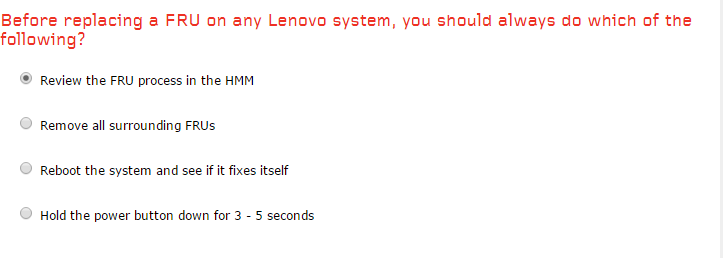 Before replacing a FRU on any Lenovo system, you should always do which of the
following?
Review the FRU process in the HMM
Remove all surrounding FRUs
Reboot the system and see if it fixes itself
Hold the power button down for 3 - 5 seconds